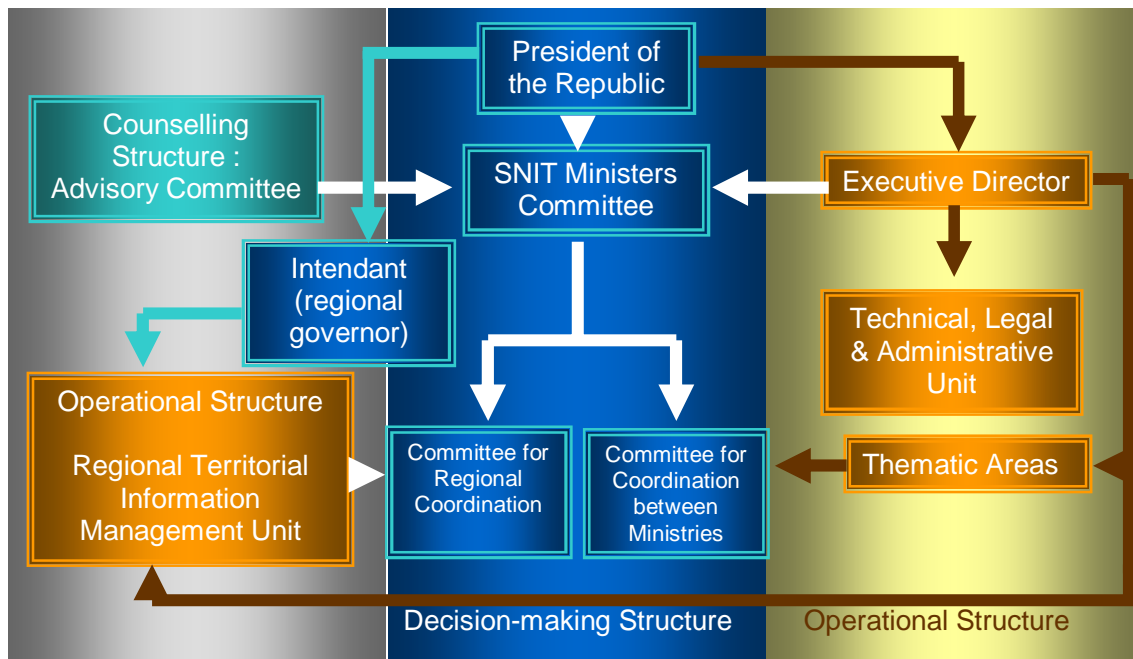 President of
the Republic
Counselling
Structure :
Advisory Committee
SNIT Ministers
Committee
Executive Director
Intendant
(regional
governor)
Technical, Legal
& Administrative
Unit
Operational Structure
Regional Territorial
Information
Management Unit
Committee for
Regional
Coordination
Committee for
Coordination
between
Ministries
Thematic Areas
Decision-making Structure
Operational Structure